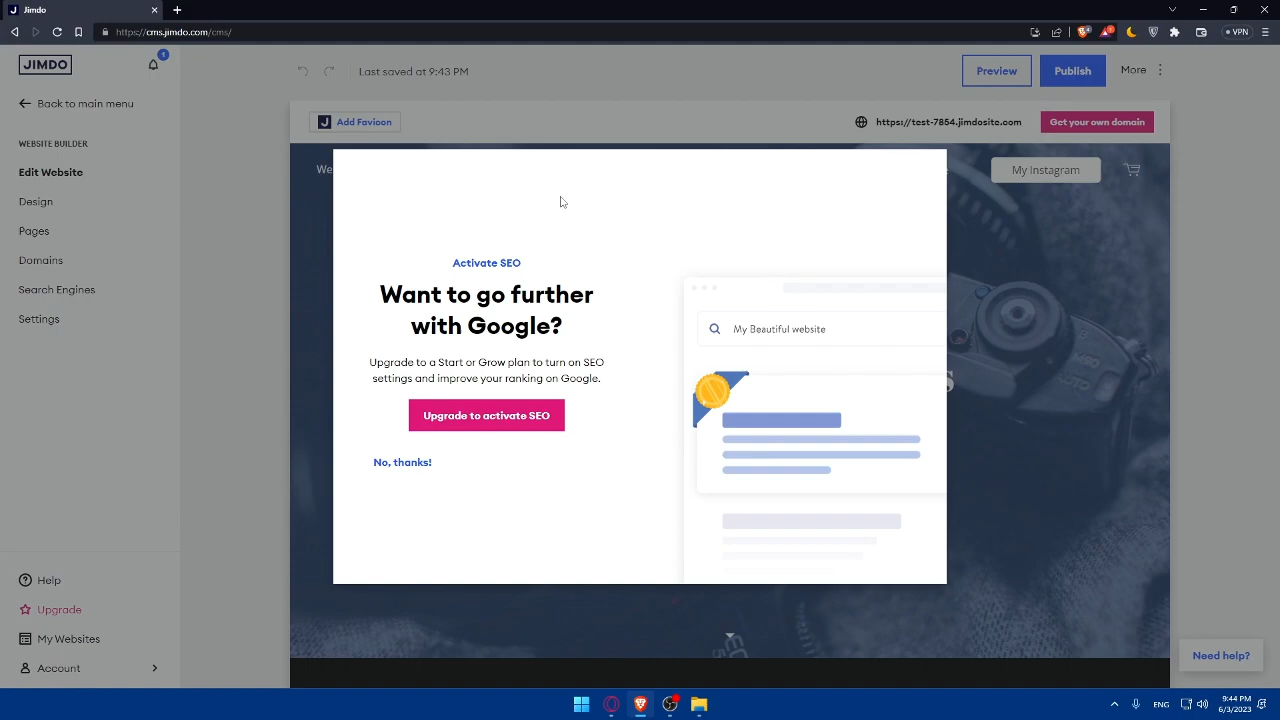 Jimdo
https://cms.jimdo.com/cms/
VPN
JIMDO
Last saved at 9:43 PM
Preview
Publish
More
Back to main menu
Add Favicon
https://test-7854.jimdosite.com
Get your own domain
WEBSITE BUILDER
Edit Website
Design
Pages
Domains
Search Engines
Settings
We
My Instagram
Activate SEO
Want to go further
with Google?
Upgrade to a Start or Grow plan to turn on SEO
settings and improve your ranking on Google.
Upgrade to activate SEO
No, thanks!
My Beautiful website
s
Help
Upgrade
My Websites
Account
Need help?
ENG
9:44 PM
6/3/2023